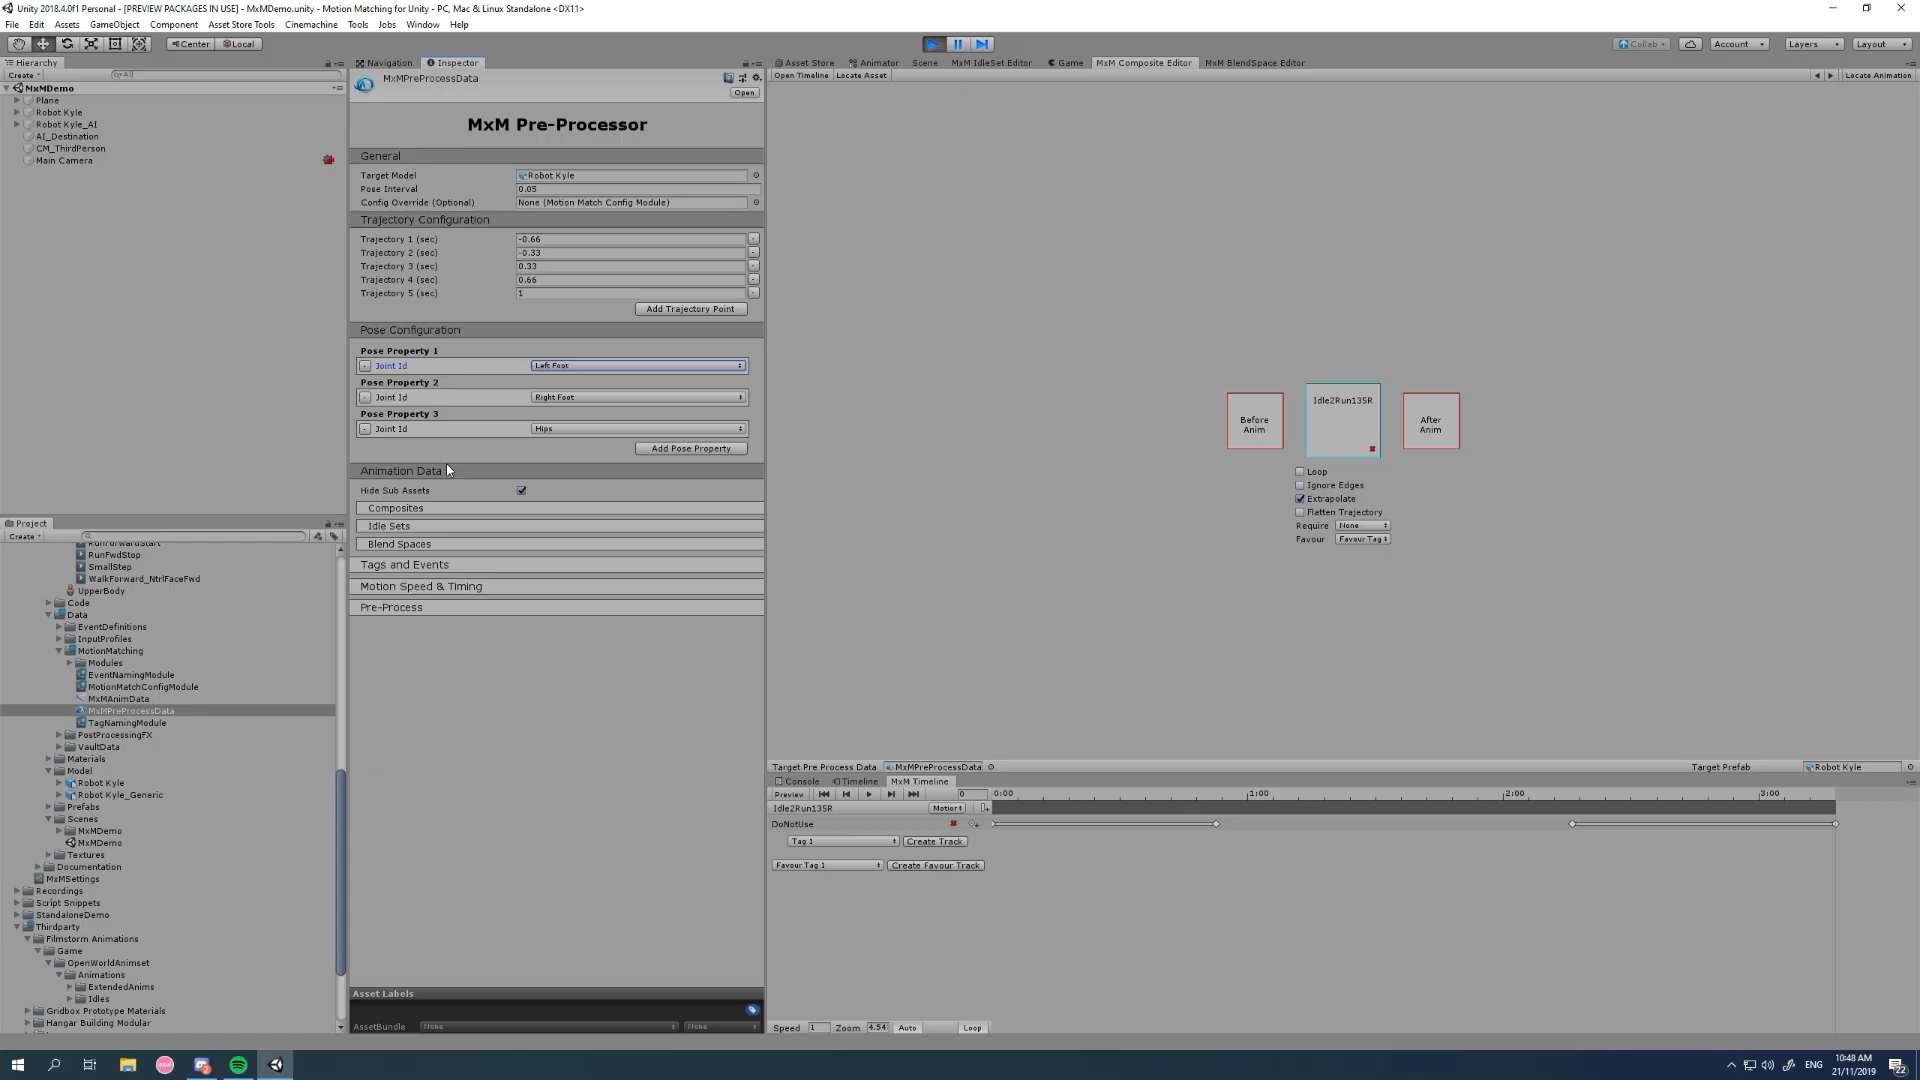 Unity 2018.4.0f1 Personal - [PREVIEW PACKAGES IN USE] - MxMDemo.unity - Motion Matching for Unity - PC, Mac & Linux Standalone <DX11>
File Edit Assets GameObject Component Asset Store Tools Cinemachine Tools Jobs Window Help
Center Local Collab Account Layers Layout
Hierarchy
Create All
MxMDemo
Plane
Robot Kyle
Robot Kyle_AI
AI_Destination
CM_ThirdPerson
Main Camera
Project
Create
RunForwardStart
RunFwdStop
SmallStep
WalkForward_NtrlFaceFwd
UpperBody
Code
Data
EventDefinitions
InputProfiles
MotionMatching
Modules
EventNamingModule
MotionMatchConfigModule
MxMAnimData
MxMPreProcessData
TagNamingModule
PostProcessingFX
VaultData
Materials
Model
Robot Kyle
Robot Kyle_Generic
Prefabs
Scenes
MxMDemo
MxMDemo
Textures
Documentation
MxMSettings
Recordings
Script Snippets
StandaloneDemo
Thirdparty
Filmstorm Animations
Game
OpenWorldAnimset
Animations
ExtendedAnims
Idles
Gridbox Prototype Materials
Hangar Building Modular
Navigation Inspector
MxMPreProcessData
Open
MxM Pre-Processor
General
Target Model Robot Kyle
Pose Interval 0.05
Config Override (Optional) None (Motion Match Config Module)
Trajectory Configuration
Trajectory 1 (sec) -0.66
Trajectory 2 (sec) -0.33
Trajectory 3 (sec) 0.33
Trajectory 4 (sec) 0.66
Trajectory 5 (sec) 1
Add Trajectory Point
Pose Configuration
Pose Property 1
Joint Id Left Foot
Pose Property 2
Joint Id Right Foot
Pose Property 3
Joint Id Hips
Add Pose Property
Animation Data
Hide Sub Assets
Composites
Idle Sets
Blend Spaces
Tags and Events
Motion Speed & Timing
Pre-Process
Asset Labels
AssetBundle None None
Asset Store Animator Scene MxM IdleSet Editor Game MxM Composite Editor MxM BlendSpace Editor
Open Timeline Locate Asset Locate Animation
Before Anim
Idle2Run135R
After Anim
Loop
Ignore Edges
Extrapolate
Flatten Trajectory
Require None
Favour Favour Tag
Target Pre Process Data MxMPreProcessData Target Prefab Robot Kyle
Console Timeline MxM Timeline
Preview 0 0:00 1:00 2:00 3:00
Idle2Run135R Motion
DoNotUse
Tag 1 Create Track
Favour Tag 1 Create Favour Track
Speed 1 Zoom 4.54 Auto Loop
ENG 10:48 AM
21/11/2019
22